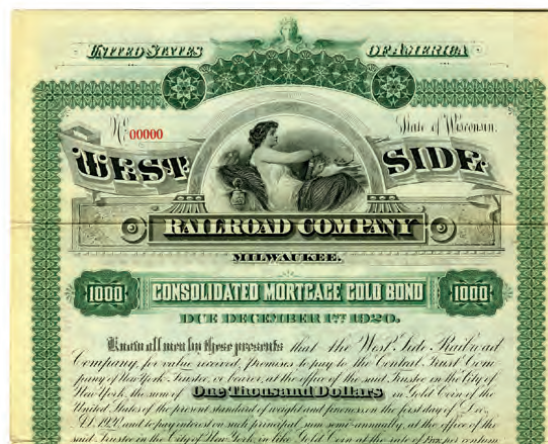 UNITED STATES OF AMERICA
No. 00000 State of Wisconsin.
WEST SIDE
RAILROAD COMPANY
MILWAUKEE.
1000 CONSOLIDATED MORTGAGE GOLD BOND 1000
DUE DECEMBER 1ST 1920.
Know all men by these presents that the West Side Railroad
Company, for value received, promises to pay to the Central Trust Com-
pany of New York, Trustee, or bearer, at the office of the said Trustee in the City of
New York, the sum of One Thousand Dollars in Gold Coin of the
United States of the present standard of weight and fineness on the first day of Dec.,
A.D. 1920, and to pay interest on such principal sum semi-annually, at the office of the
said Trustee in the City of New York, in like Gold Coin at the rate of